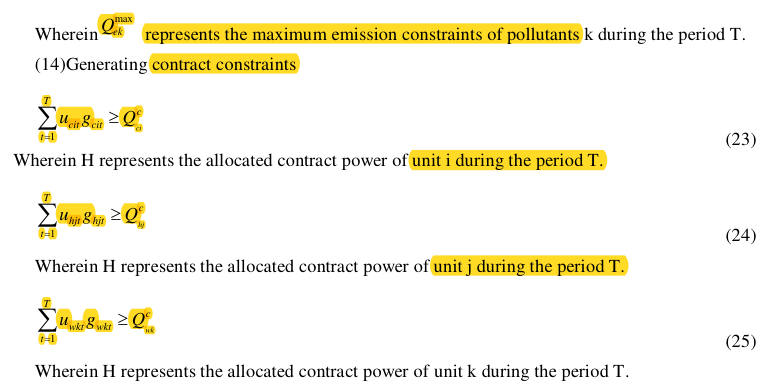 Wherein Q_{ek}^{max} represents the maximum emission constraints of pollutants k during the period T.
(14)Generating contract constraints
\sum_{t=1}^{T} u_{cit} g_{cit} ≥ Q_{ci}^{c} (23)
Wherein H represents the allocated contract power of unit i during the period T.
\sum_{t=1}^{T} u_{hjt} g_{hjt} ≥ Q_{hj}^{c} (24)
Wherein H represents the allocated contract power of unit j during the period T.
\sum_{t=1}^{T} u_{wkt} g_{wkt} ≥ Q_{wk}^{c} (25)
Wherein H represents the allocated contract power of unit k during the period T.